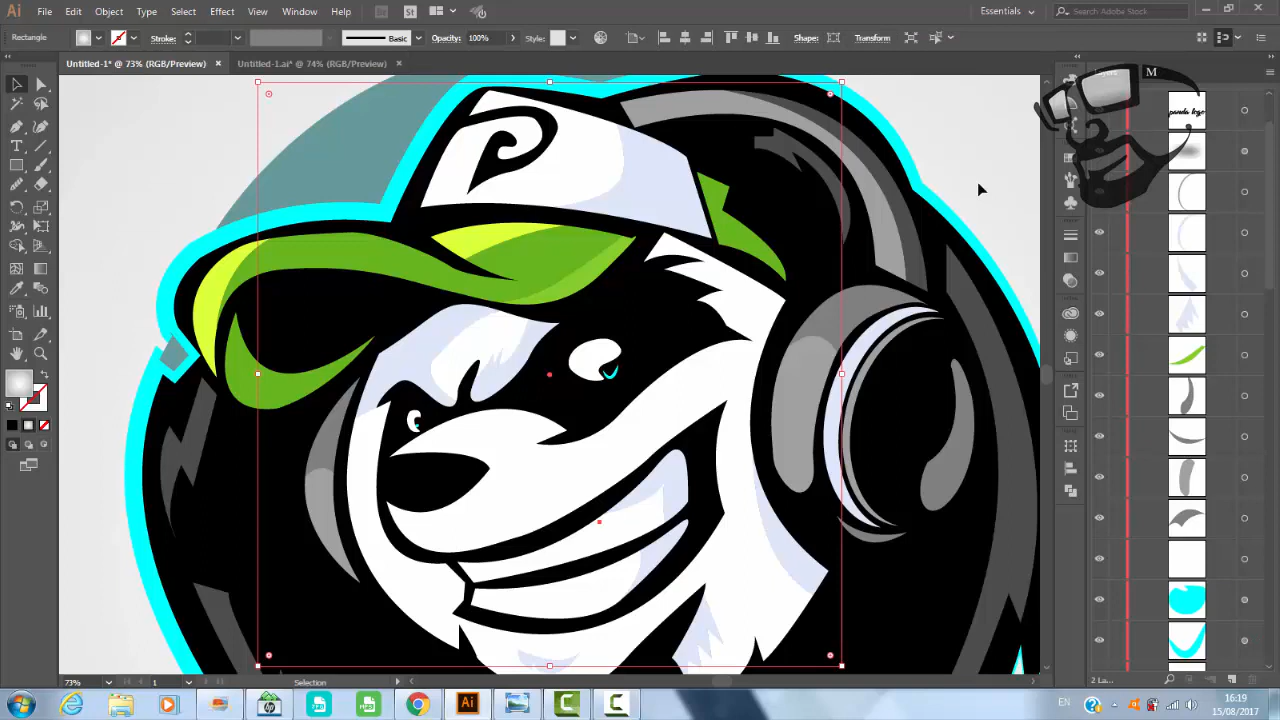 Ai File Edit Object Type Select Effect View Window Help Br St Essentials Search Adobe Stock
Rectangle Stroke: Basic Opacity: 100% Style: Shape: Transform
Untitled-1* @ 73% (RGB/Preview) × Untitled-1.ai* @ 74% (RGB/Preview) ×
M
panda logo
P
73% 1 Selection 2 La...
Ai C C EN 16:19
15/08/2017